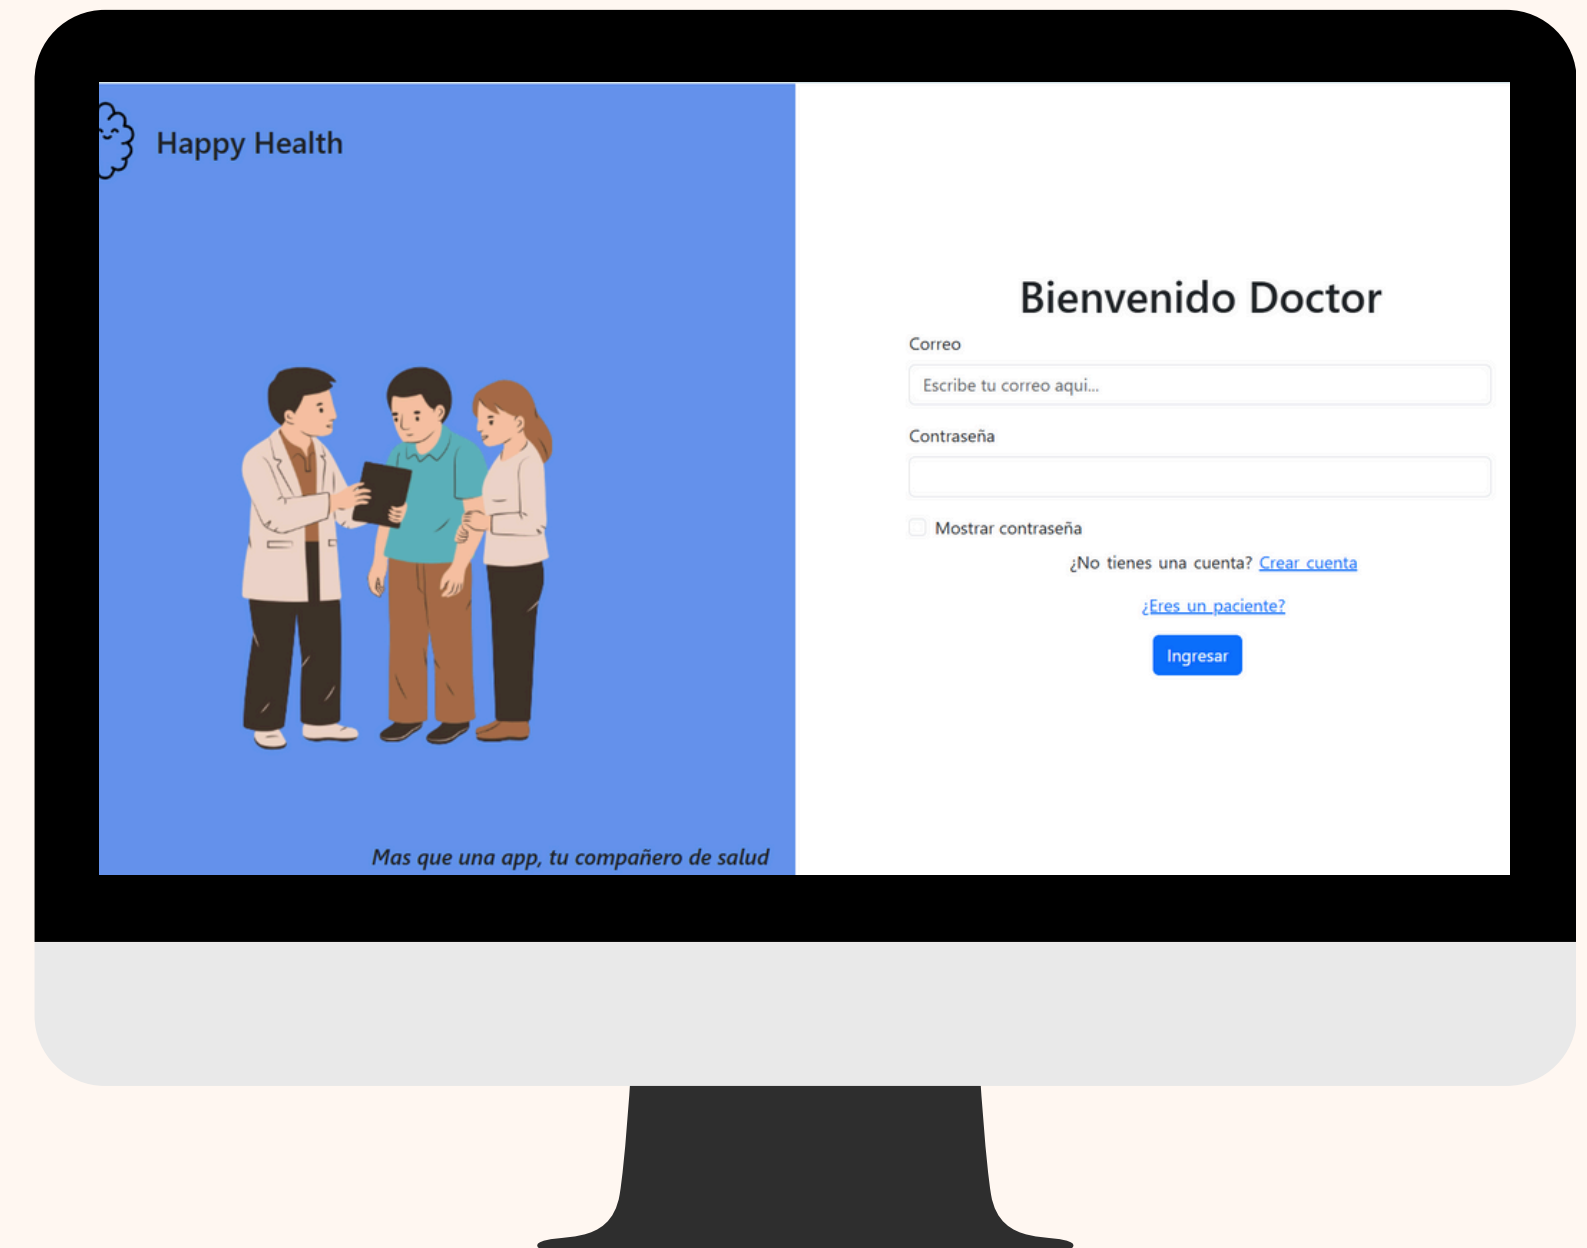 Happy Health
Bienvenido Doctor
Correo
Escribe tu correo aqui...
Contraseña
Mostrar contraseña
¿No tienes una cuenta? Crear cuenta
¿Eres un paciente?
Ingresar
Mas que una app, tu compañero de salud